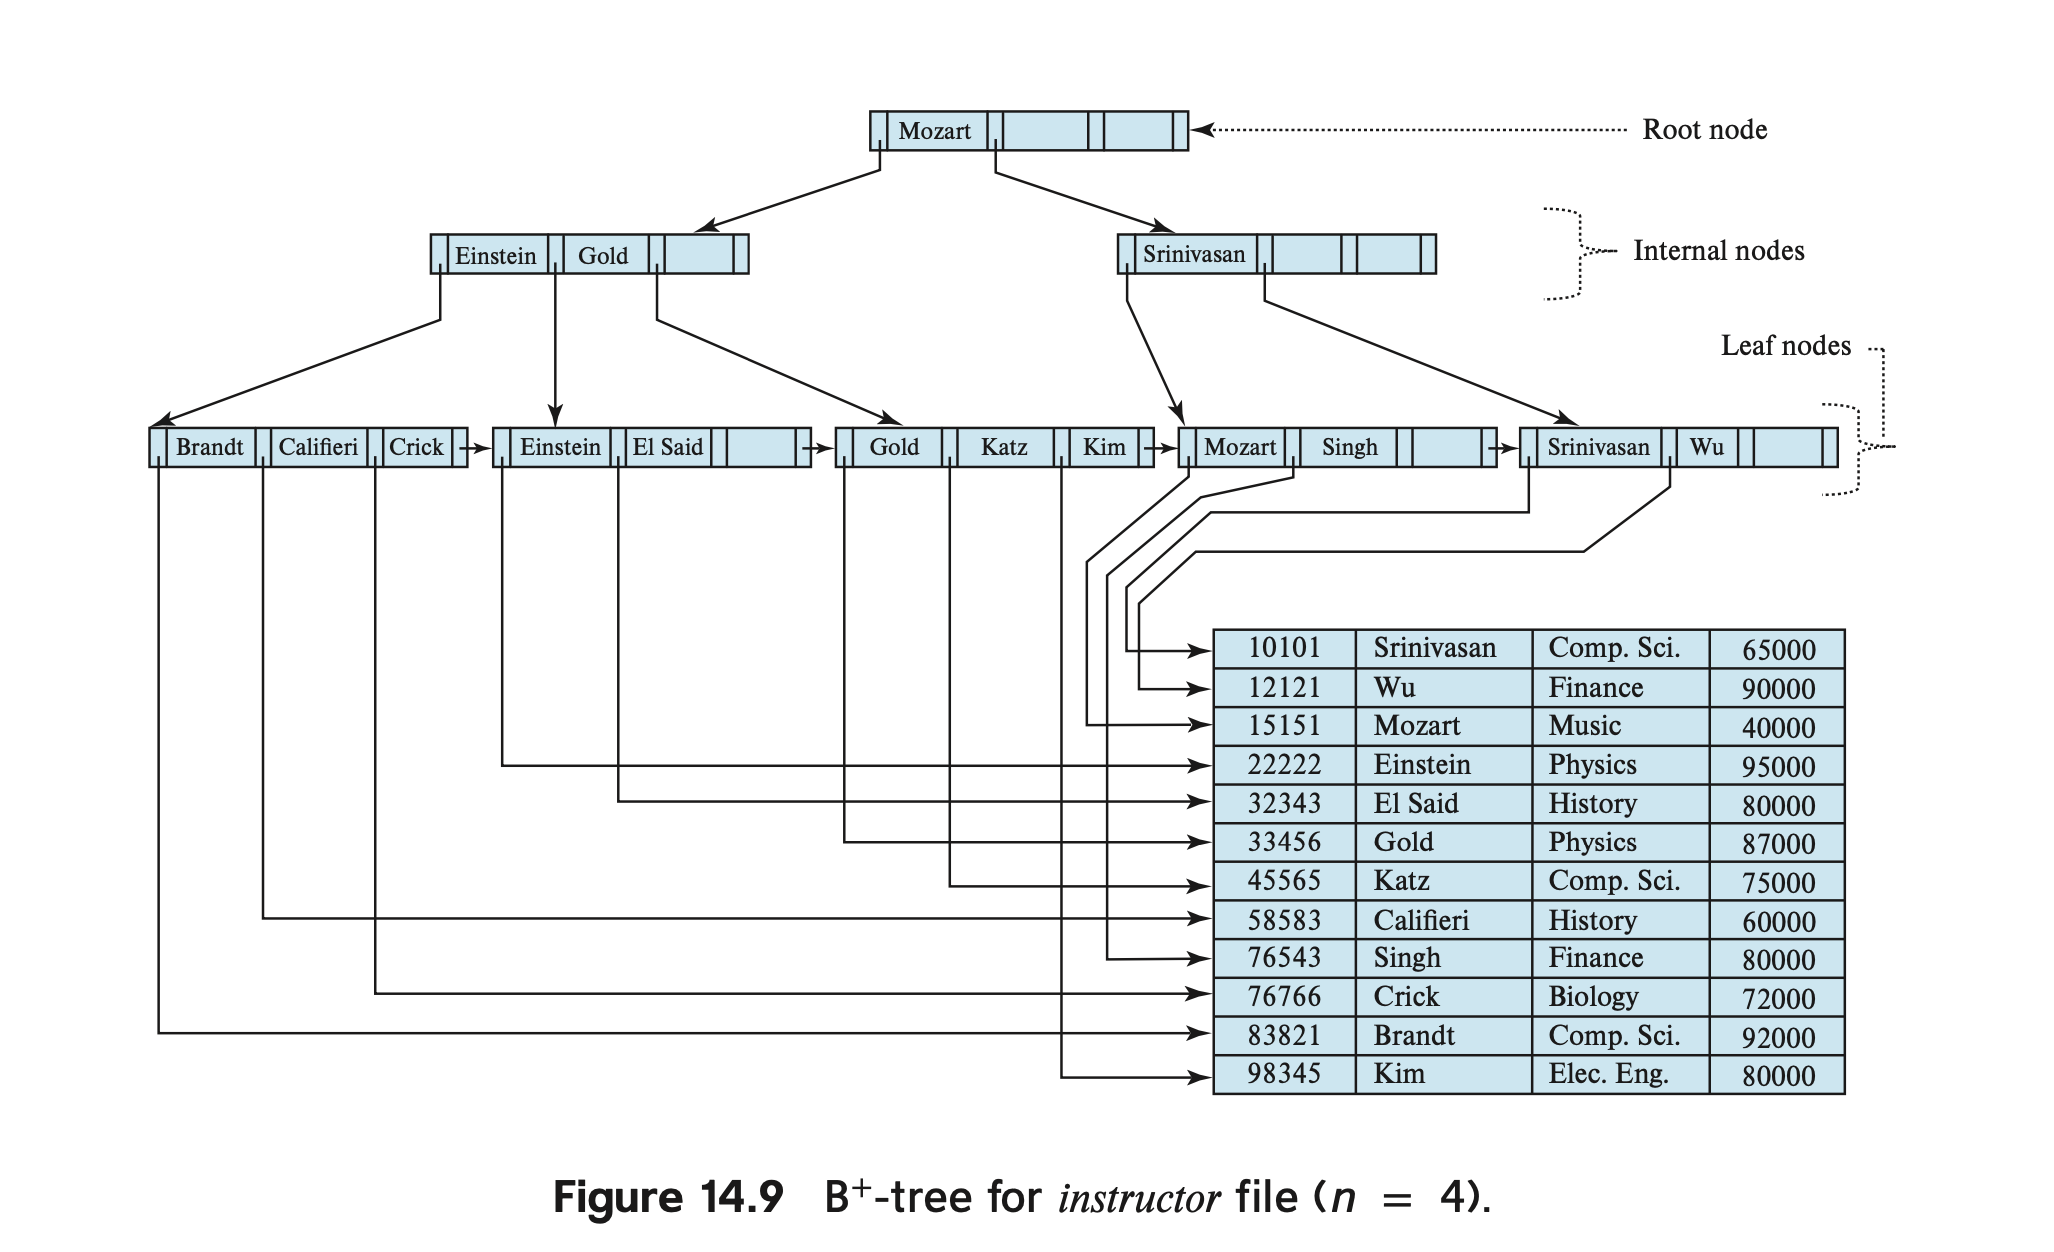 Mozart
Root node
Einstein Gold
Srinivasan
Internal nodes
Leaf nodes
Brandt Califieri Crick Einstein El Said Gold Katz Kim Mozart Singh Srinivasan Wu
10101 Srinivasan Comp. Sci. 65000
12121 Wu Finance 90000
15151 Mozart Music 40000
22222 Einstein Physics 95000
32343 El Said History 80000
33456 Gold Physics 87000
45565 Katz Comp. Sci. 75000
58583 Califieri History 60000
76543 Singh Finance 80000
76766 Crick Biology 72000
83821 Brandt Comp. Sci. 92000
98345 Kim Elec. Eng. 80000
Figure 14.9 B⁺-tree for instructor file (n = 4).